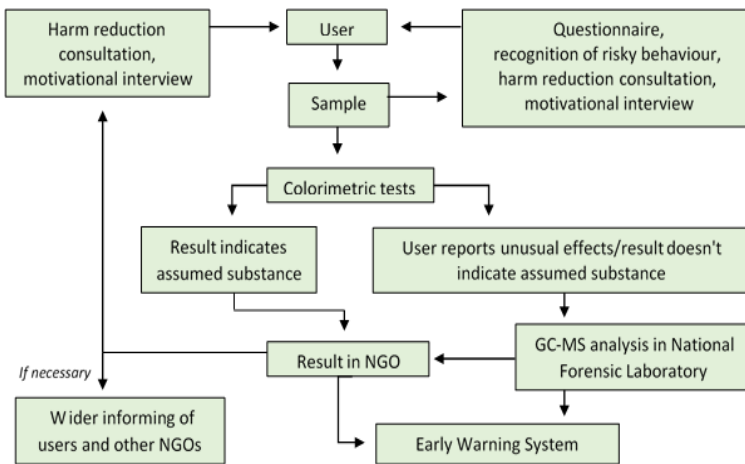 Harm reduction
consultation,
motivational interview
User
Questionnaire,
recognition of risky behaviour,
harm reduction consultation,
motivational interview
Sample
Colorimetric tests
Result indicates
assumed substance
User reports unusual effects/result doesn't
indicate assumed substance
Result in NGO
GC-MS analysis in National
Forensic Laboratory
If necessary
Wider informing of
users and other NGOs
Early Warning System